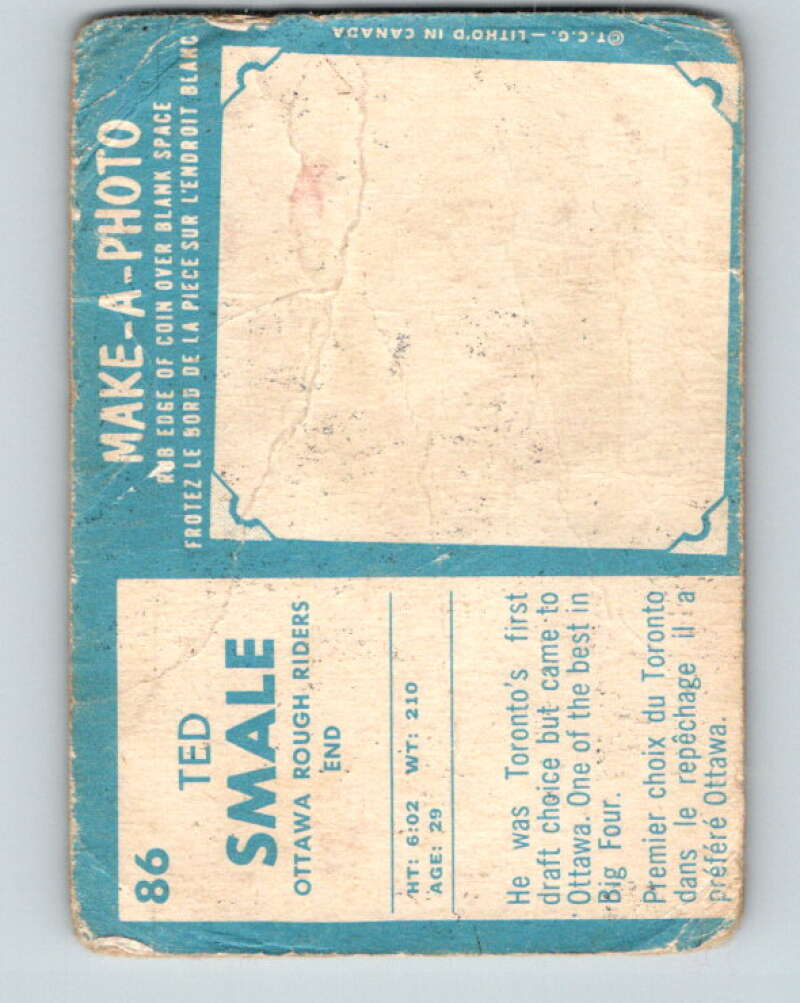 86
TED
SMALE
OTTAWA ROUGH RIDERS
END
HT: 6:02 WT: 210
AGE: 29
He was Toronto's first
draft choice but came to
Ottawa. One of the best in
Big Four.
Premier choix du Toronto
dans le repêchage il a
préféré Ottawa.
MAKE-A-PHOTO
RUB EDGE OF COIN OVER BLANK SPACE
FROTEZ LE BORD DE LA PIECE SUR L'ENDROIT BLANC
©T.C.G. — LITHO'D IN CANADA